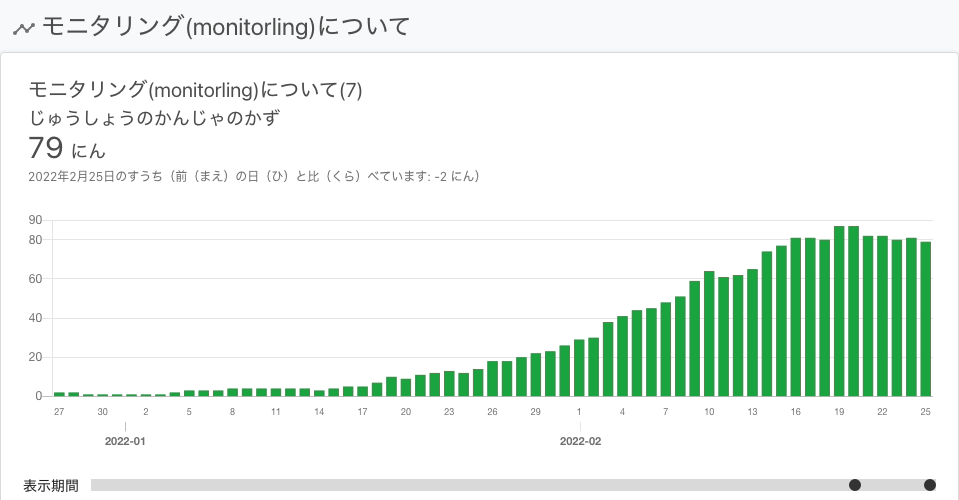 モニタリング(monitorling)について
モニタリング(monitorling)について(7)
じゅうしょうのかんじゃのかず
79 にん
2022年2月25日のすうち（前（まえ）の日（ひ）と比（くら）べています: -2 にん）
90
80
60
40
20
0
27 30 2 5 8 11 14 17 20 23 26 29 1 4 7 10 13 16 19 22 25
2022-01 2022-02
表示期間